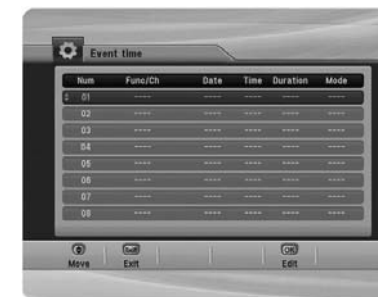 Event time
Num Func/Ch Date Time Duration Mode
01 ---- ---- ---- ---- ----
02 ---- ---- ---- ---- ----
03 ---- ---- ---- ---- ----
04 ---- ---- ---- ---- ----
05 ---- ---- ---- ---- ----
06 ---- ---- ---- ---- ----
07 ---- ---- ---- ---- ----
08 ---- ---- ---- ---- ----
OK
Move Exit Edit